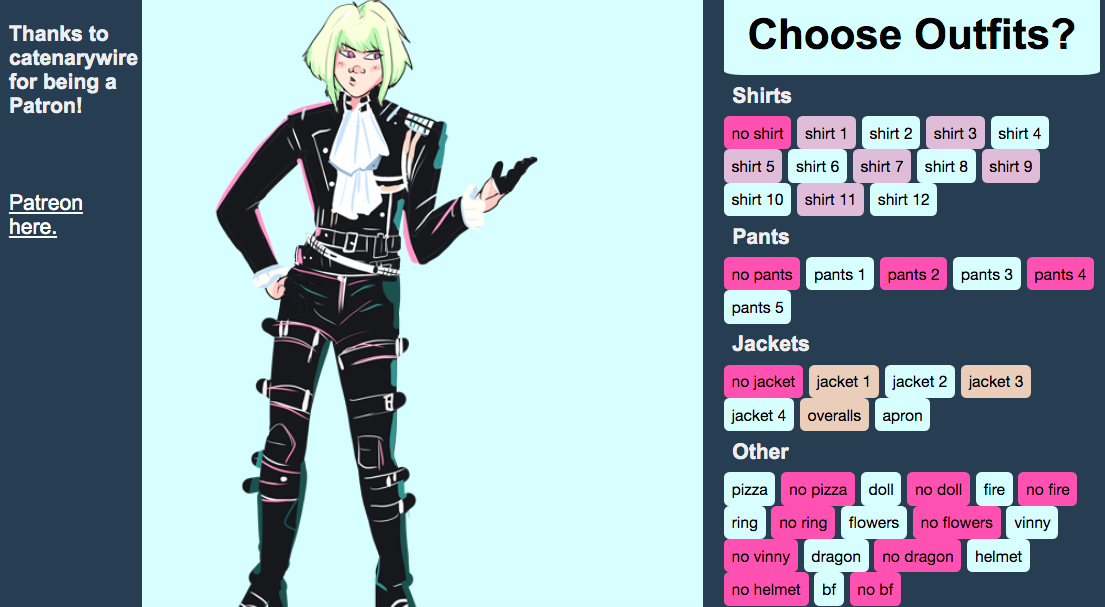 Thanks to
catenarywire
for being a
Patron!
Patreon
here.
Choose Outfits?
Shirts
no shirt shirt 1 shirt 2 shirt 3 shirt 4
shirt 5 shirt 6 shirt 7 shirt 8 shirt 9
shirt 10 shirt 11 shirt 12
Pants
no pants pants 1 pants 2 pants 3 pants 4
pants 5
Jackets
no jacket jacket 1 jacket 2 jacket 3
jacket 4 overalls apron
Other
pizza no pizza doll no doll fire no fire
ring no ring flowers no flowers vinny
no vinny dragon no dragon helmet
no helmet bf no bf